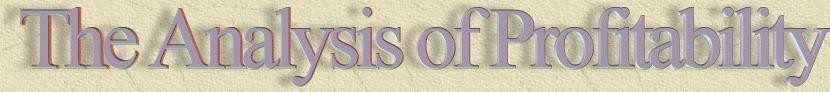 The Analysis of Profitability